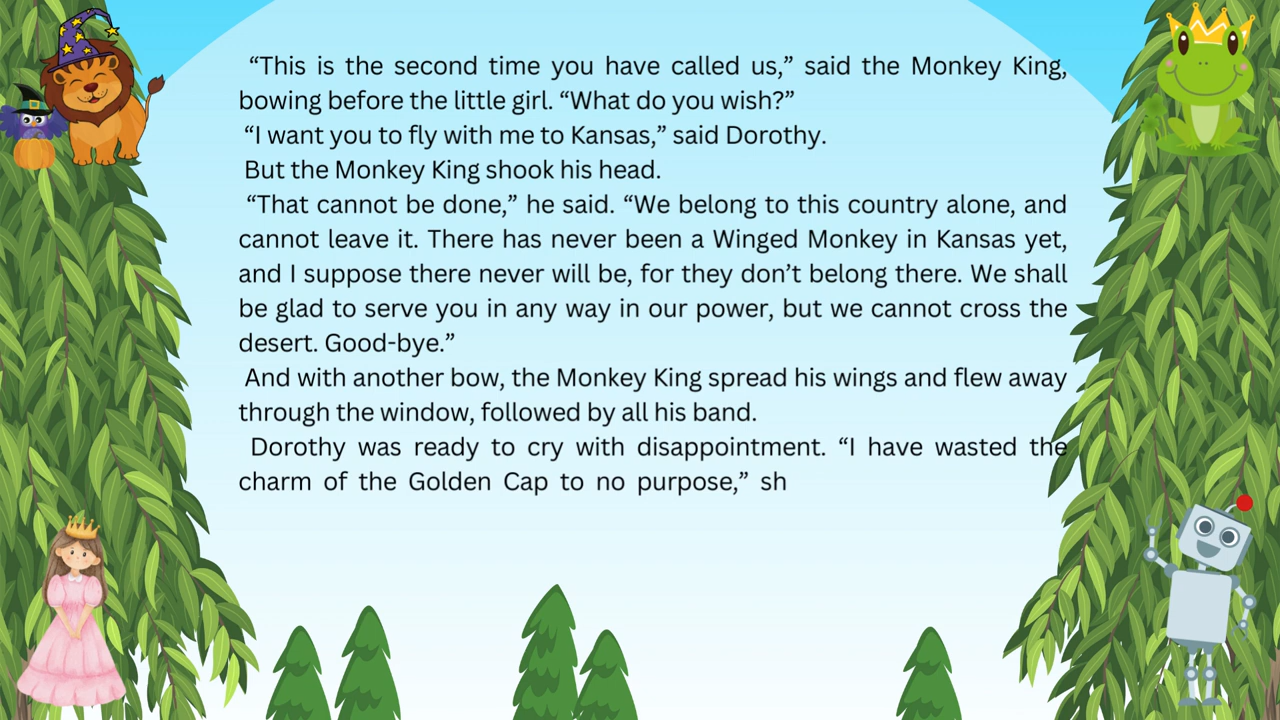 “This is the second time you have called us,” said the Monkey King,
bowing before the little girl. “What do you wish?”
“I want you to fly with me to Kansas,” said Dorothy.
But the Monkey King shook his head.
“That cannot be done,” he said. “We belong to this country alone, and
cannot leave it. There has never been a Winged Monkey in Kansas yet,
and I suppose there never will be, for they don’t belong there. We shall
be glad to serve you in any way in our power, but we cannot cross the
desert. Good-bye.”
And with another bow, the Monkey King spread his wings and flew away
through the window, followed by all his band.
Dorothy was ready to cry with disappointment. “I have wasted the
charm of the Golden Cap to no purpose,” sh